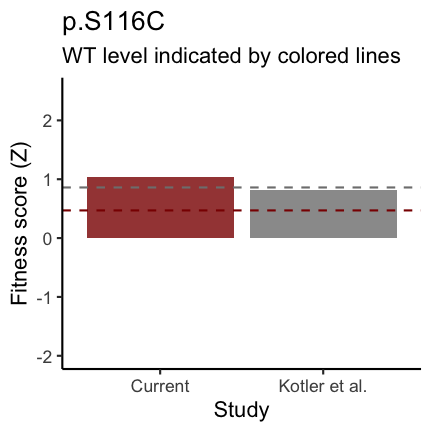 p.S116C
WT level indicated by colored lines
Fitness score (Z)
2
1
0
-1
-2
Current
Kotler et al.
Study